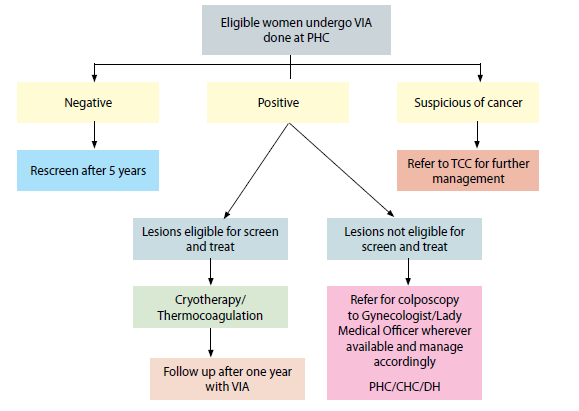 Eligible women undergo VIA
done at PHC
Negative
Positive
Suspicious of cancer
Rescreen after 5 years
Refer to TCC for further
management
Lesions eligible for screen
and treat
Lesions not eligible for
screen and treat
Cryotherapy/
Thermocoagulation
Refer for colposcopy
to Gynecologist/Lady
Medical Officer wherever
available and manage
accordingly
PHC/CHC/DH
Follow up after one year
with VIA